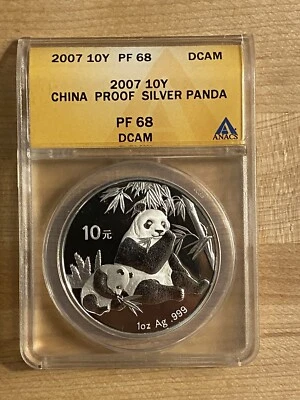 2007 10Y PF 68 DCAM
2007 10Y
CHINA PROOF SILVER PANDA
PF 68
DCAM
ANACS
10元
1oz Ag .999